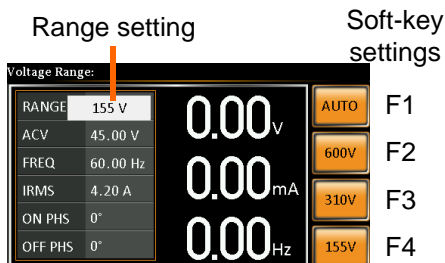 Range setting
Soft-key
settings
Voltage Range:
RANGE 155 V
ACV 45.00 V
FREQ 60.00 Hz
IRMS 4.20 A
ON PHS 0°
OFF PHS 0°
0.00V
0.00mA
0.00Hz
AUTO F1
600V F2
310V F3
155V F4